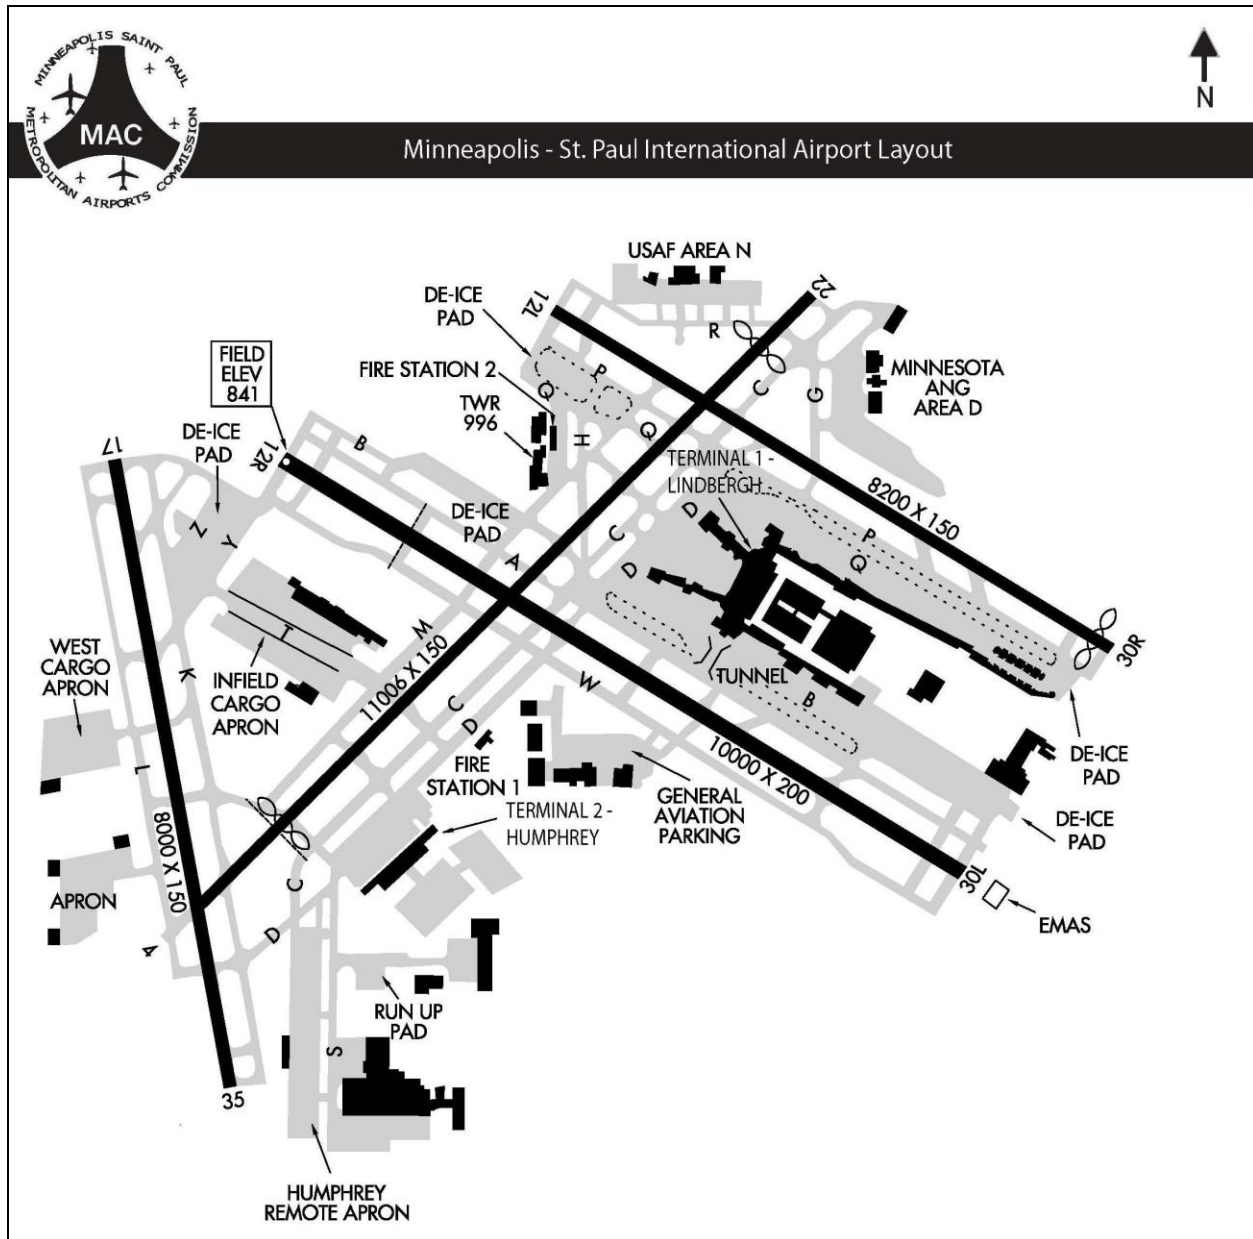 MINNEAPOLIS SAINT PAUL
METROPOLITAN AIRPORTS COMMISSION
MAC
N
Minneapolis - St. Paul International Airport Layout
USAF AREA N
22
DE-ICE
PAD
12L
R
FIELD
ELEV
841
FIRE STATION 2
P
C
G
MINNESOTA
ANG
AREA D
Q
TWR
996
DE-ICE
PAD
17
12R
B
H
Q
TERMINAL 1 -
LINDBERGH
8200 X 150
DE-ICE
PAD
D
Z
Y
A
C
D
P
Q
M
T
WEST
CARGO
APRON
K
INFIELD
CARGO
APRON
11006 X 150
W
TUNNEL
B
30R
C
D
FIRE
STATION 1
10000 X 200
DE-ICE
PAD
L
8000 X 150
TERMINAL 2 -
HUMPHREY
GENERAL
AVIATION
PARKING
DE-ICE
PAD
APRON
C
30L
EMAS
4
D
RUN UP
PAD
S
35
HUMPHREY
REMOTE APRON